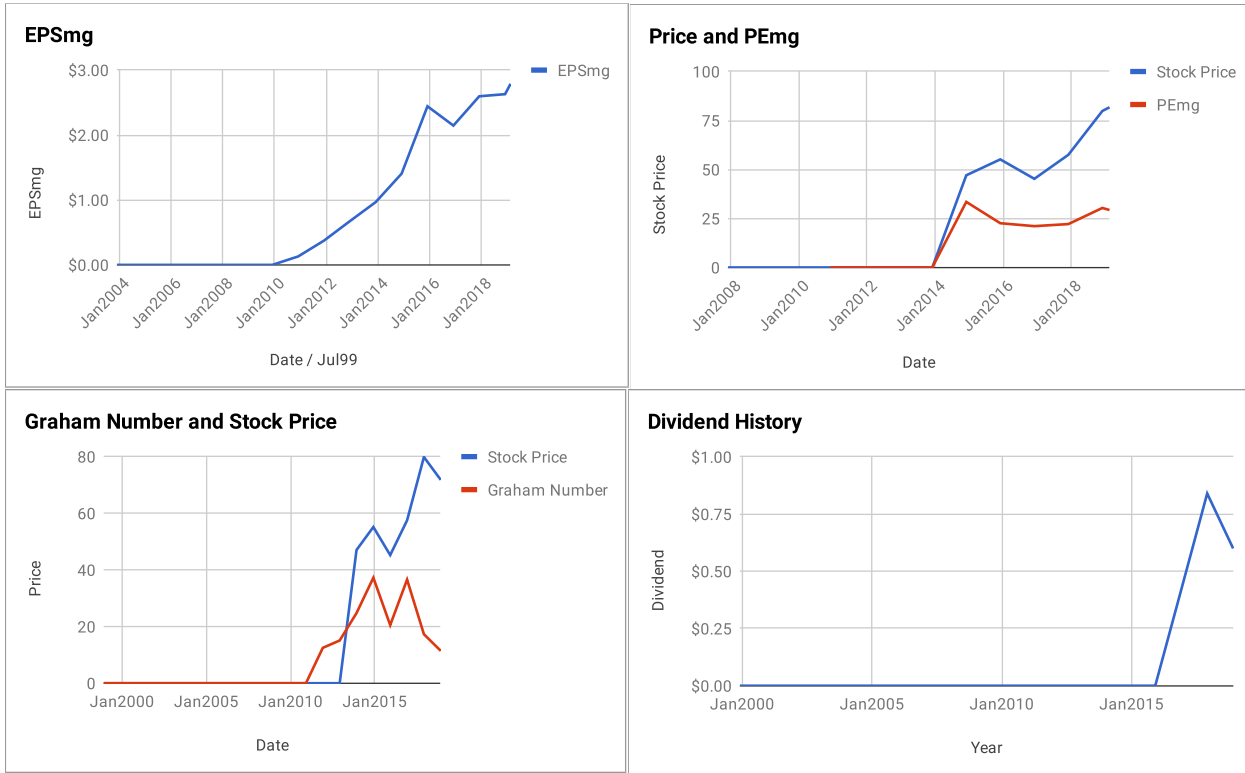 EPSmg
$3.00
$2.00
$1.00
$0.00
EPSmg
Jan2004
Jan2006
Jan2008
Jan2010
Jan2012
Jan2014
Jan2016
Jan2018
Date / Jul99
EPSmg
Price and PEmg
100
75
50
25
0
Stock Price
Jan2008
Jan2010
Jan2012
Jan2014
Jan2016
Jan2018
Date
Stock Price
PEmg
Graham Number and Stock Price
80
60
40
20
0
Price
Jan2000
Jan2005
Jan2010
Jan2015
Date
Stock Price
Graham Number
Dividend History
$1.00
$0.75
$0.50
$0.25
$0.00
Dividend
Jan2000
Jan2005
Jan2010
Jan2015
Year